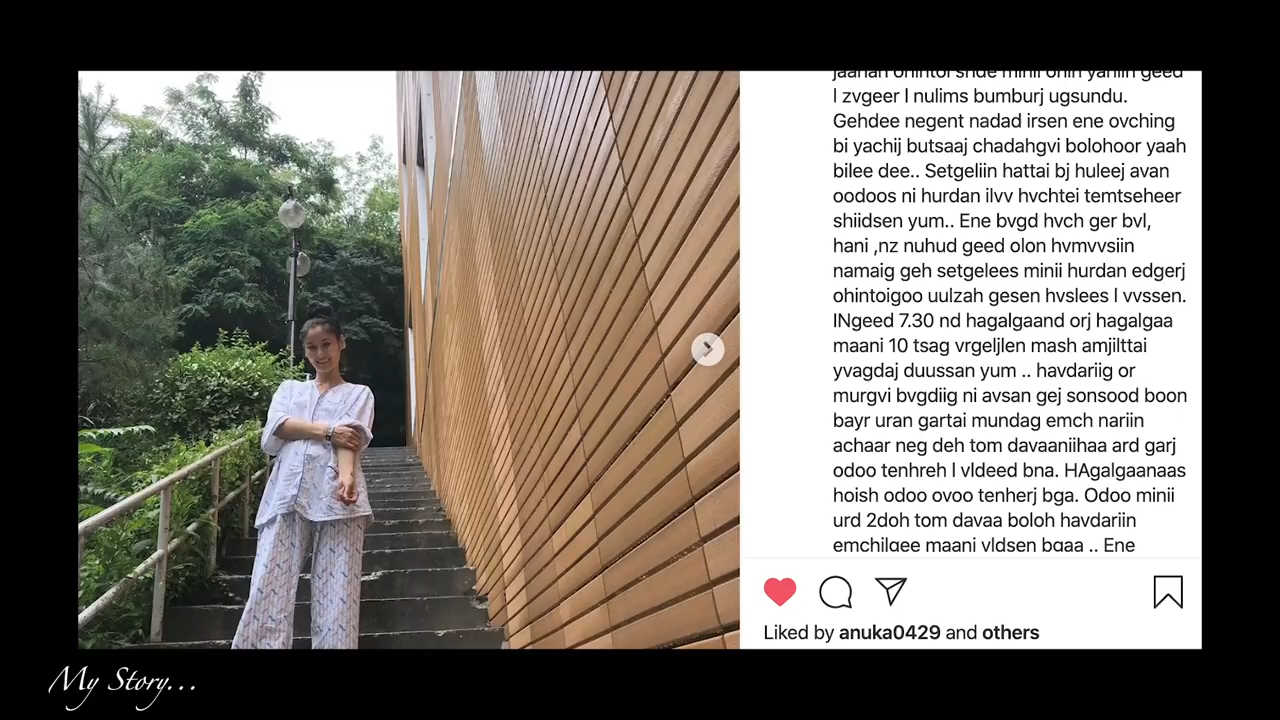 l zvgeer l nulims bumburj ugsundu.
Gehdee negent nadad irsen ene ovching
bi yachij butsaaj chadahgvi bolohoor yaah
bilee dee.. Setgeliin hattai bj huleej avan
oodoos ni hurdan ilvv hvchtei temtseheer
shiidsen yum.. Ene bvgd hvch ger bvl,
hani ,nz nuhud geed olon hvmvvsiin
namaig geh setgelees minii hurdan edgerj
ohintoigoo uulzah gesen hvslees l vvssen.
INgeed 7.30 nd hagalgaand orj hagalgaa
maani 10 tsag vrgeljlen mash amjilttai
yvagdaj duussan yum .. havdariig or
murgvi bvgdiig ni avsan gej sonsood boon
bayr uran gartai mundag emch nariin
achaar neg deh tom davaaniihaa ard garj
odoo tenhreh l vldeed bna. HAgalgaanaas
hoish odoo ovoo tenherj bga. Odoo minii
urd 2doh tom davaa boloh havdariin
emchilgee maani vldsen bgaa .. Ene
Liked by anuka0429 and others
My Story...